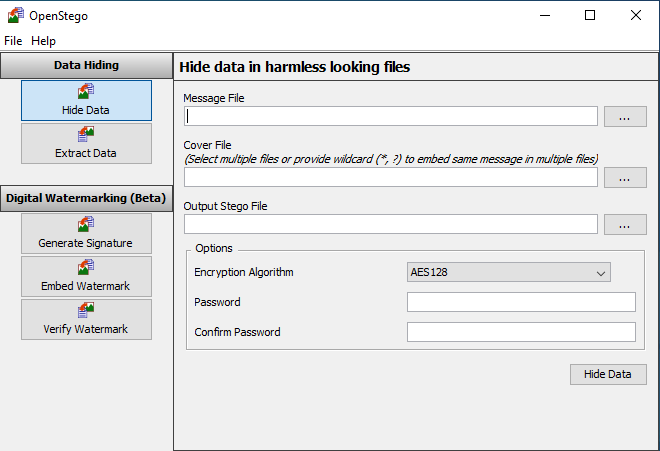 OpenStego
File Help
Data Hiding
Hide Data
Extract Data
Digital Watermarking (Beta)
Generate Signature
Embed Watermark
Verify Watermark
Hide data in harmless looking files
Message File
...
Cover File
(Select multiple files or provide wildcard (*, ?) to embed same message in multiple files)
...
Output Stego File
...
Options
Encryption Algorithm AES128
Password
Confirm Password
Hide Data